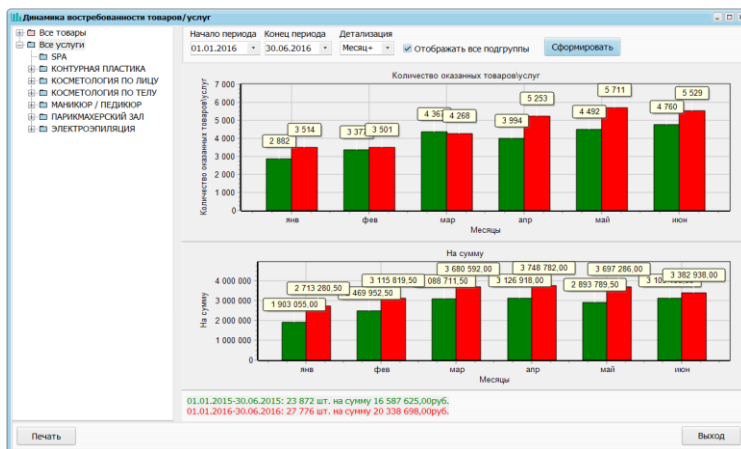 Динамика востребованности товаров/услуг
Все товары
Все услуги
SPA
КОНТУРНАЯ ПЛАСТИКА
КОСМЕТОЛОГИЯ ПО ЛИЦУ
КОСМЕТОЛОГИЯ ПО ТЕЛУ
МАНИКЮР / ПЕДИКЮР
ПАРИКМАХЕРСКИЙ ЗАЛ
ЭЛЕКТРОЭПИЛЯЦИЯ
Начало периода Конец периода Детализация
01.01.2016 30.06.2016 Месяц+ Отображать все подгруппы Сформировать
Количество оказанных товаров\услуг
Количество оказанных товаров\услуг
7 000
6 000
5 000
4 000
3 000
2 000
1 000
0
2 882 3 514 3 501 4 268 3 994 5 253 4 492 5 711 4 760 5 529
янв фев мар апр май июн
Месяцы
На сумму
На сумму
4 000 000
3 000 000
2 000 000
1 000 000
0
1 903 055,00 2 713 280,50 469 952,50 3 115 819,50 088 711,50 3 680 592,00 3 126 918,00 3 748 782,00 2 893 789,50 3 697 286,00 3 382 938,00
янв фев мар апр май июн
Месяцы
01.01.2015-30.06.2015: 23 872 шт. на сумму 16 587 625,00руб.
01.01.2016-30.06.2016: 27 776 шт. на сумму 20 338 698,00руб.
Печать Выход